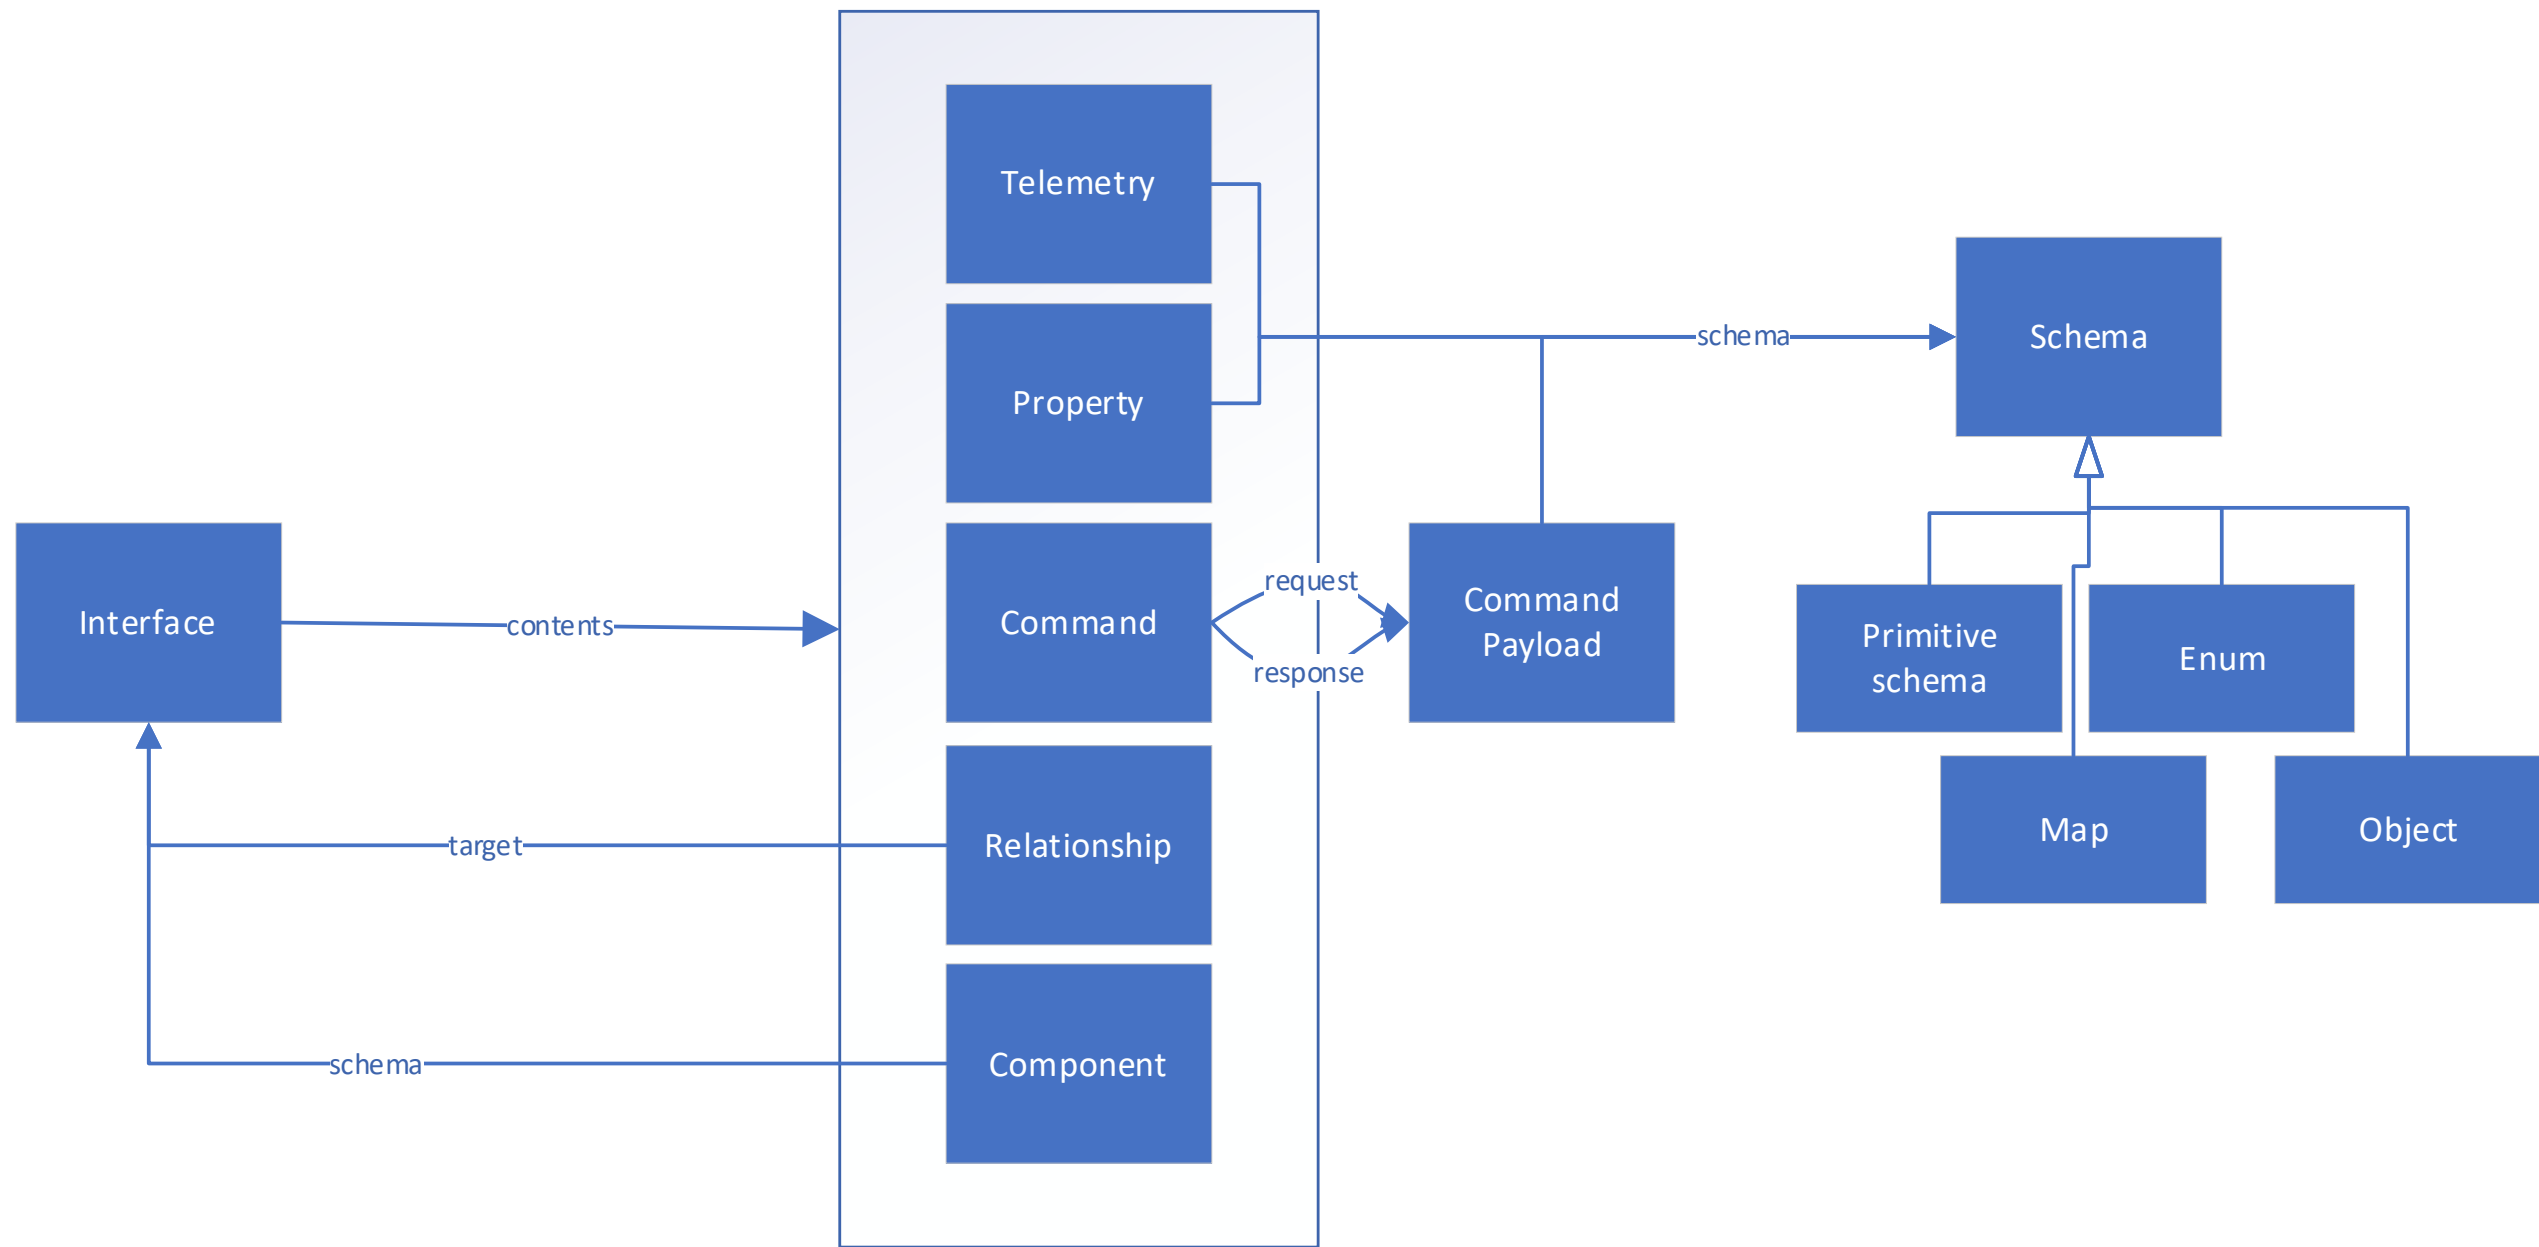 Telemetry
Property
schema
Schema
Interface
contents
Command
request
response
Command
Payload
Primitive
schema
Enum
Map
Object
target
Relationship
schema
Component